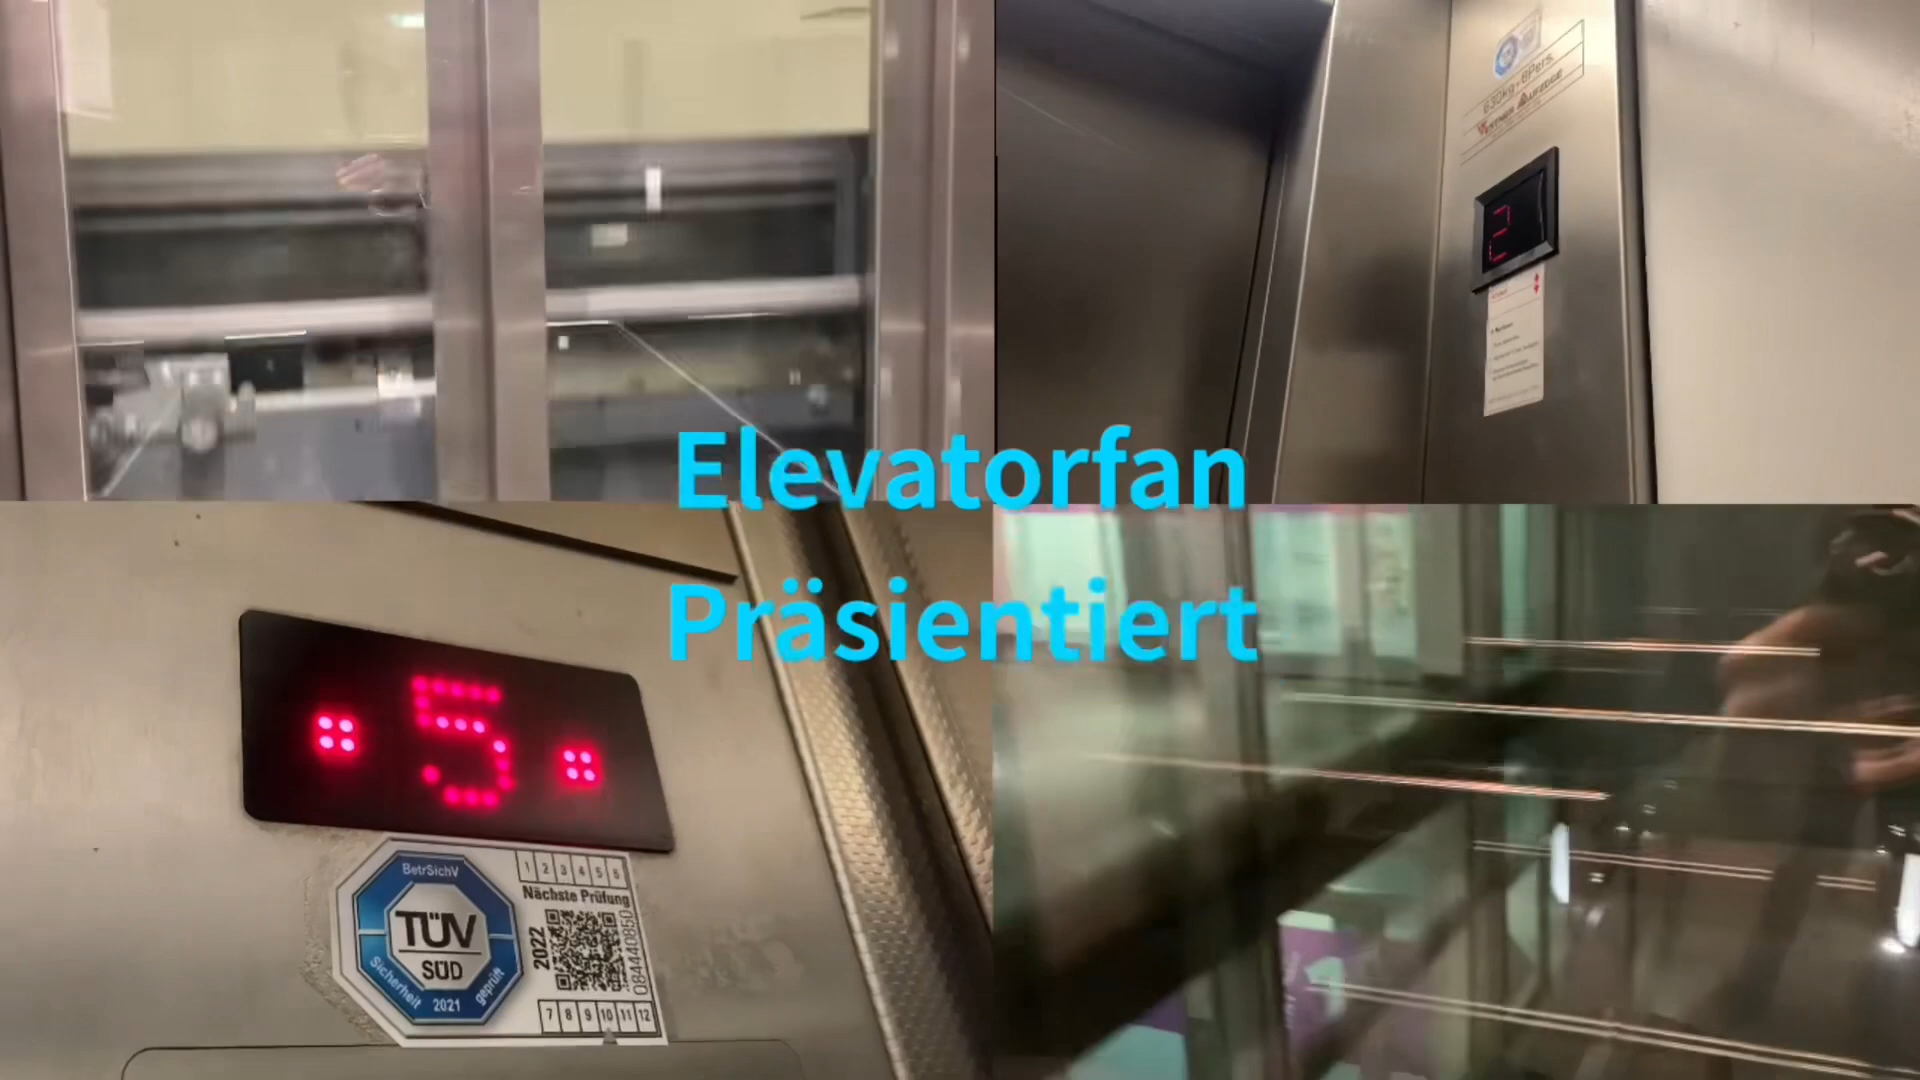 630kg - 8Pers.
2
Elevatorfan
Präsientiert
5
BetrSichV
TÜV
SÜD
Sicherheit 2021 geprüft
1 2 3 4 5 6
Nächste Prüfung
2022
084440850
7 8 9 10 11 12